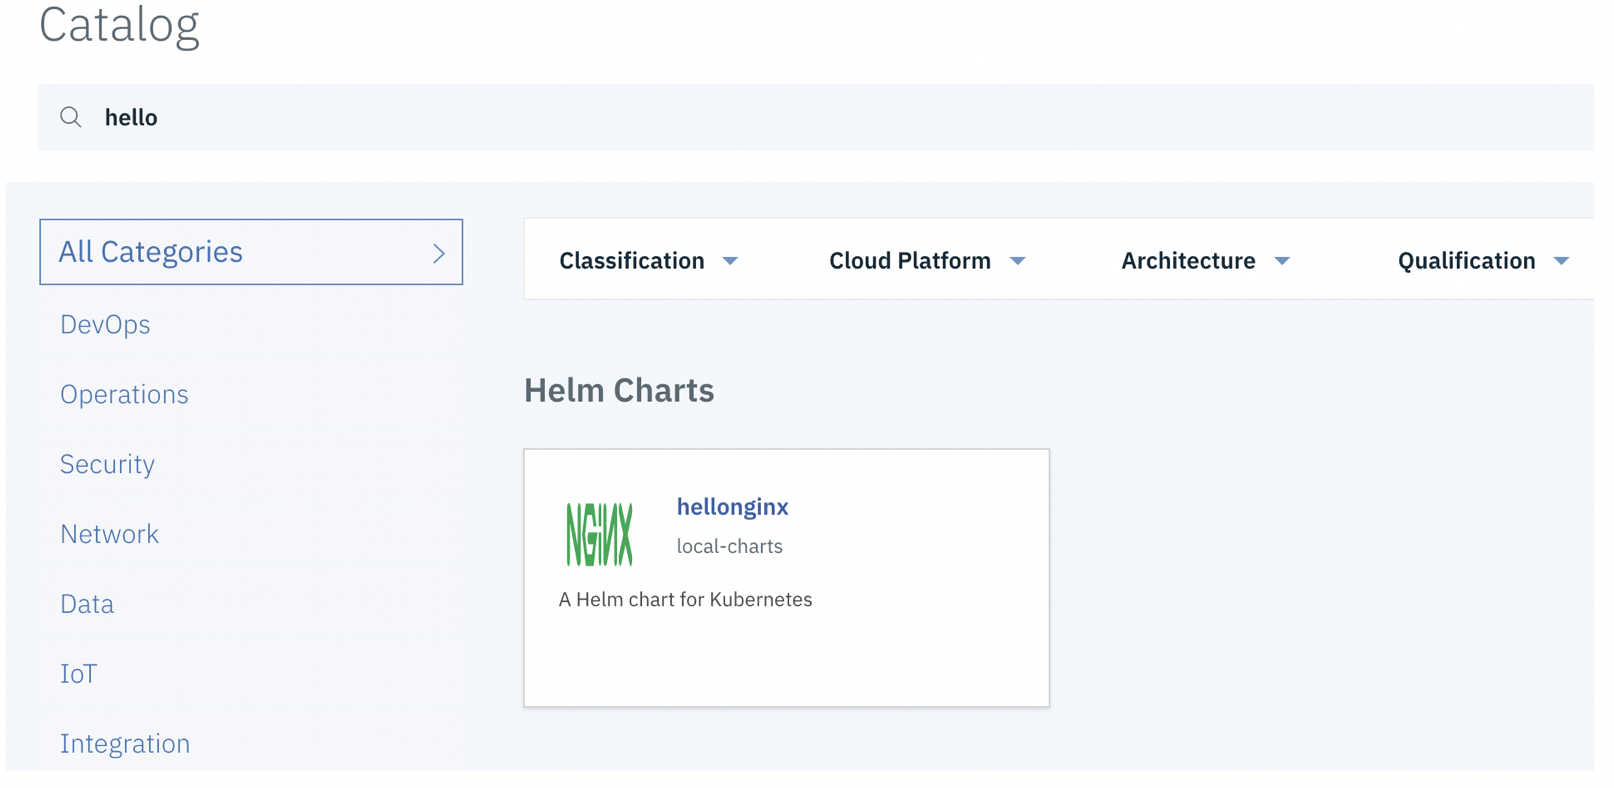 Catalog
hello
All Categories
DevOps
Operations
Security
Network
Data
IoT
Integration
Classification
Cloud Platform
Architecture
Qualification
Helm Charts
NGINX
hellonginx
local-charts
A Helm chart for Kubernetes